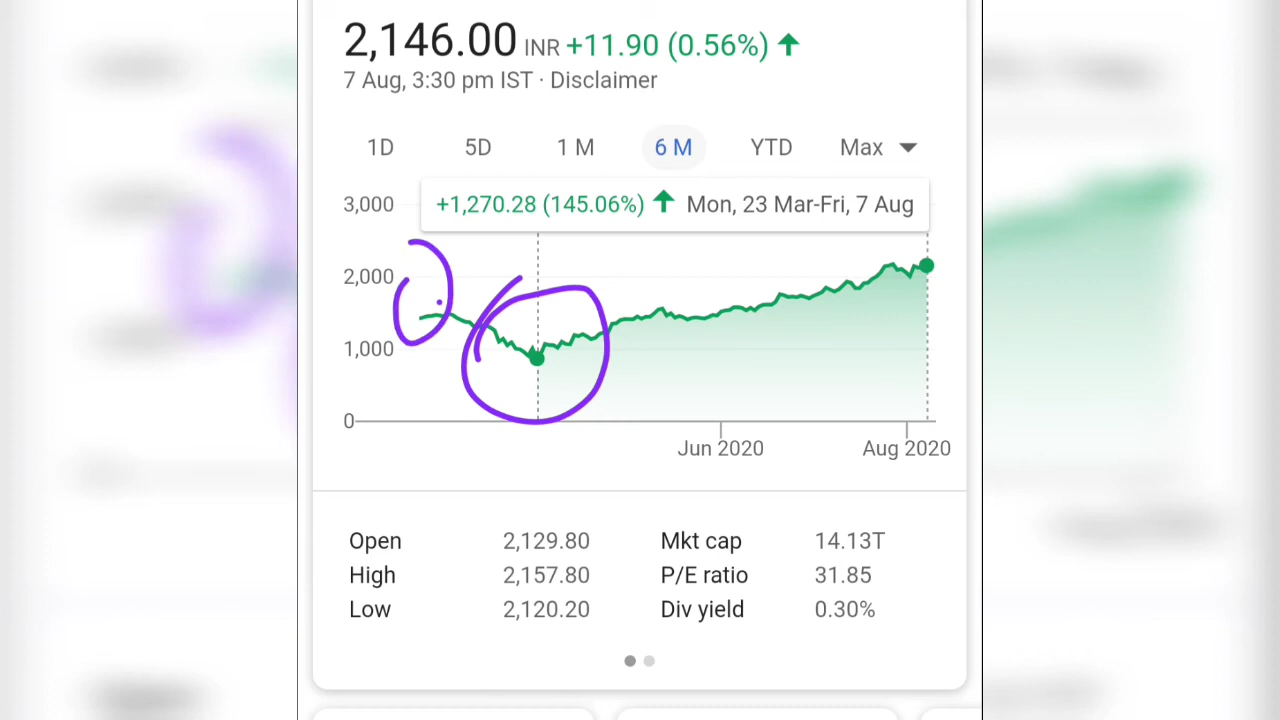 2,146.00 INR +11.90 (0.56%)
7 Aug, 3:30 pm IST · Disclaimer
1D 5D 1 M 6 M YTD Max
+1,270.28 (145.06%) Mon, 23 Mar-Fri, 7 Aug
3,000
2,000
1,000
0
Jun 2020 Aug 2020
Open 2,129.80 Mkt cap 14.13T
High 2,157.80 P/E ratio 31.85
Low 2,120.20 Div yield 0.30%